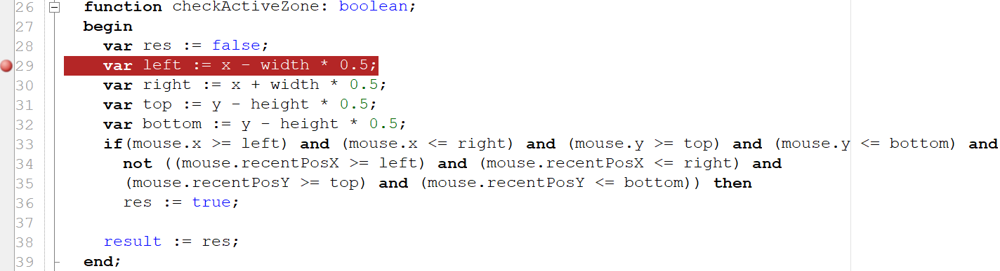 26 function checkActiveZone: boolean;
27 begin
28 var res := false;
29 var left := x - width * 0.5;
30 var right := x + width * 0.5;
31 var top := y - height * 0.5;
32 var bottom := y - height * 0.5;
33 if(mouse.x >= left) and (mouse.x <= right) and (mouse.y >= top) and (mouse.y <= bottom) and
34 not ((mouse.recentPosX >= left) and (mouse.recentPosX <= right) and
35 (mouse.recentPosY >= top) and (mouse.recentPosY <= bottom)) then
36 res := true;
37
38 result := res;
39 end;